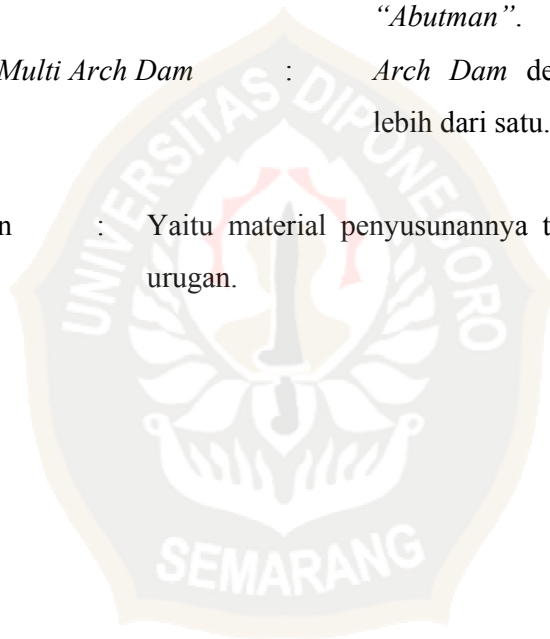 “Abutman”.
Multi Arch Dam : Arch Dam de
lebih dari satu.
n : Yaitu material penyusunannya t
urugan.
UNIVERSITAS DIPONEGORO
SEMARANG